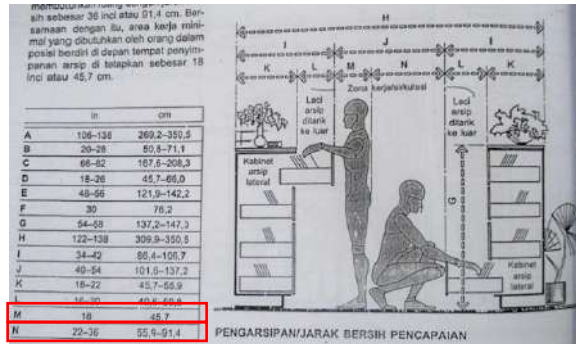 membutuhkan ruang
sih sebesar 36 inci atau 91,4 cm. Ber-
samaan dengan itu, area kerja mini-
mal yang dibutuhkan oleh orang dalam
posisi berdiri di depan tempat penyim-
panan arsip di tetapkan sebesar 18
inci atau 45,7 cm.
in cm
A 106–138 269,2–350,5
B 20–28 50,8–71,1
C 66–82 167,6–208,3
D 18–26 45,7–66,0
E 48–56 121,9–142,2
F 30 76,2
G 54–58 137,2–147,3
H 122–138 309,9–350,5
I 34–42 86,4–106,7
J 40–54 101,6–137,2
K 18–22 45,7–55,9
L
M 18 45,7
N 22–36 55,9–91,4
H
I J I
K L M N L K
Zona kerja/sirkulasi
Laci
arsip
ditarik
ke luar
Laci
arsip
ditarik
ke luar
Kabinet
arsip
lateral
G
Kabinet
arsip
lateral
PENGARSIPAN/JARAK BERSIH PENCAPAIAN